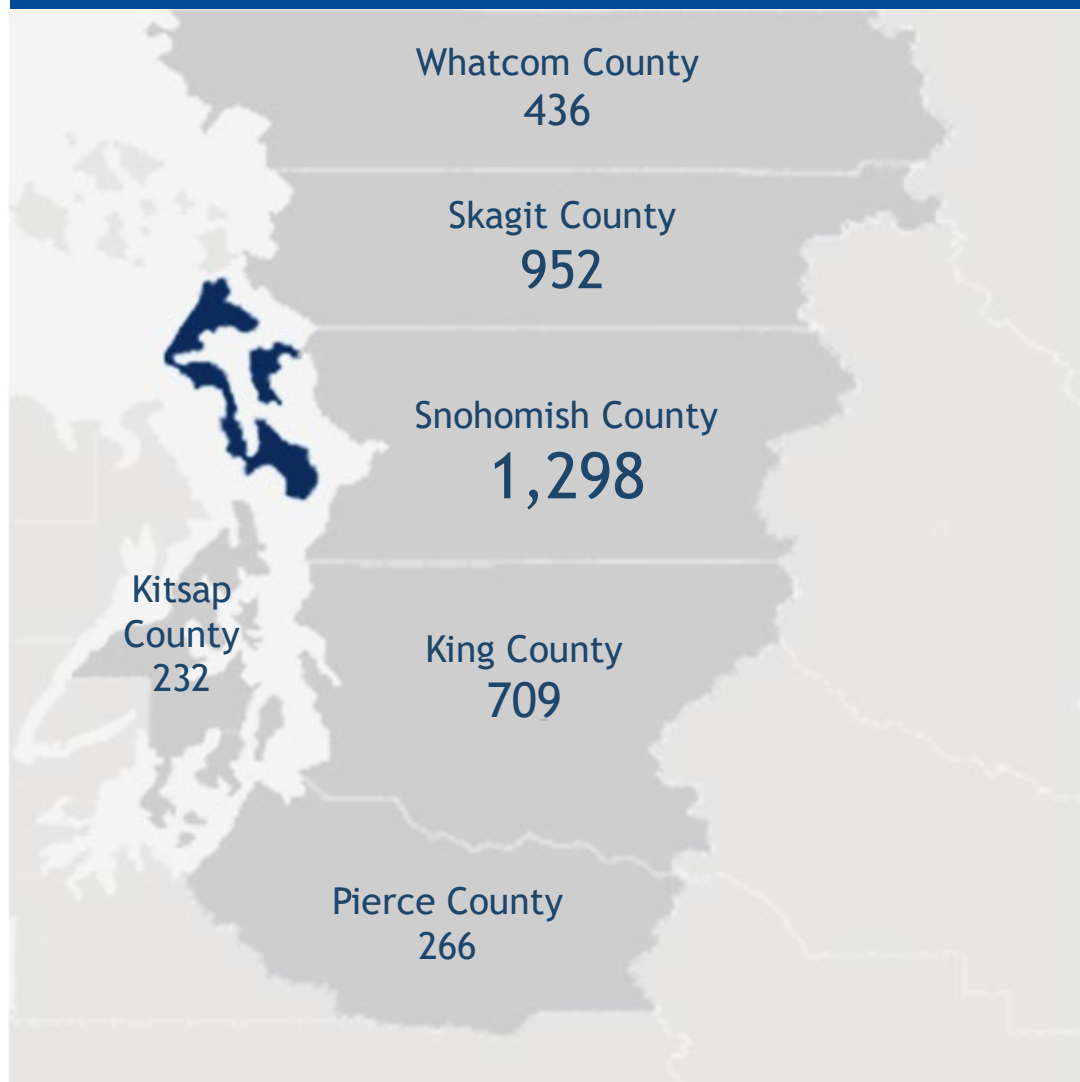 Whatcom County
436
Skagit County
952
Snohomish County
1,298
Kitsap
County
232
King County
709
Pierce County
266